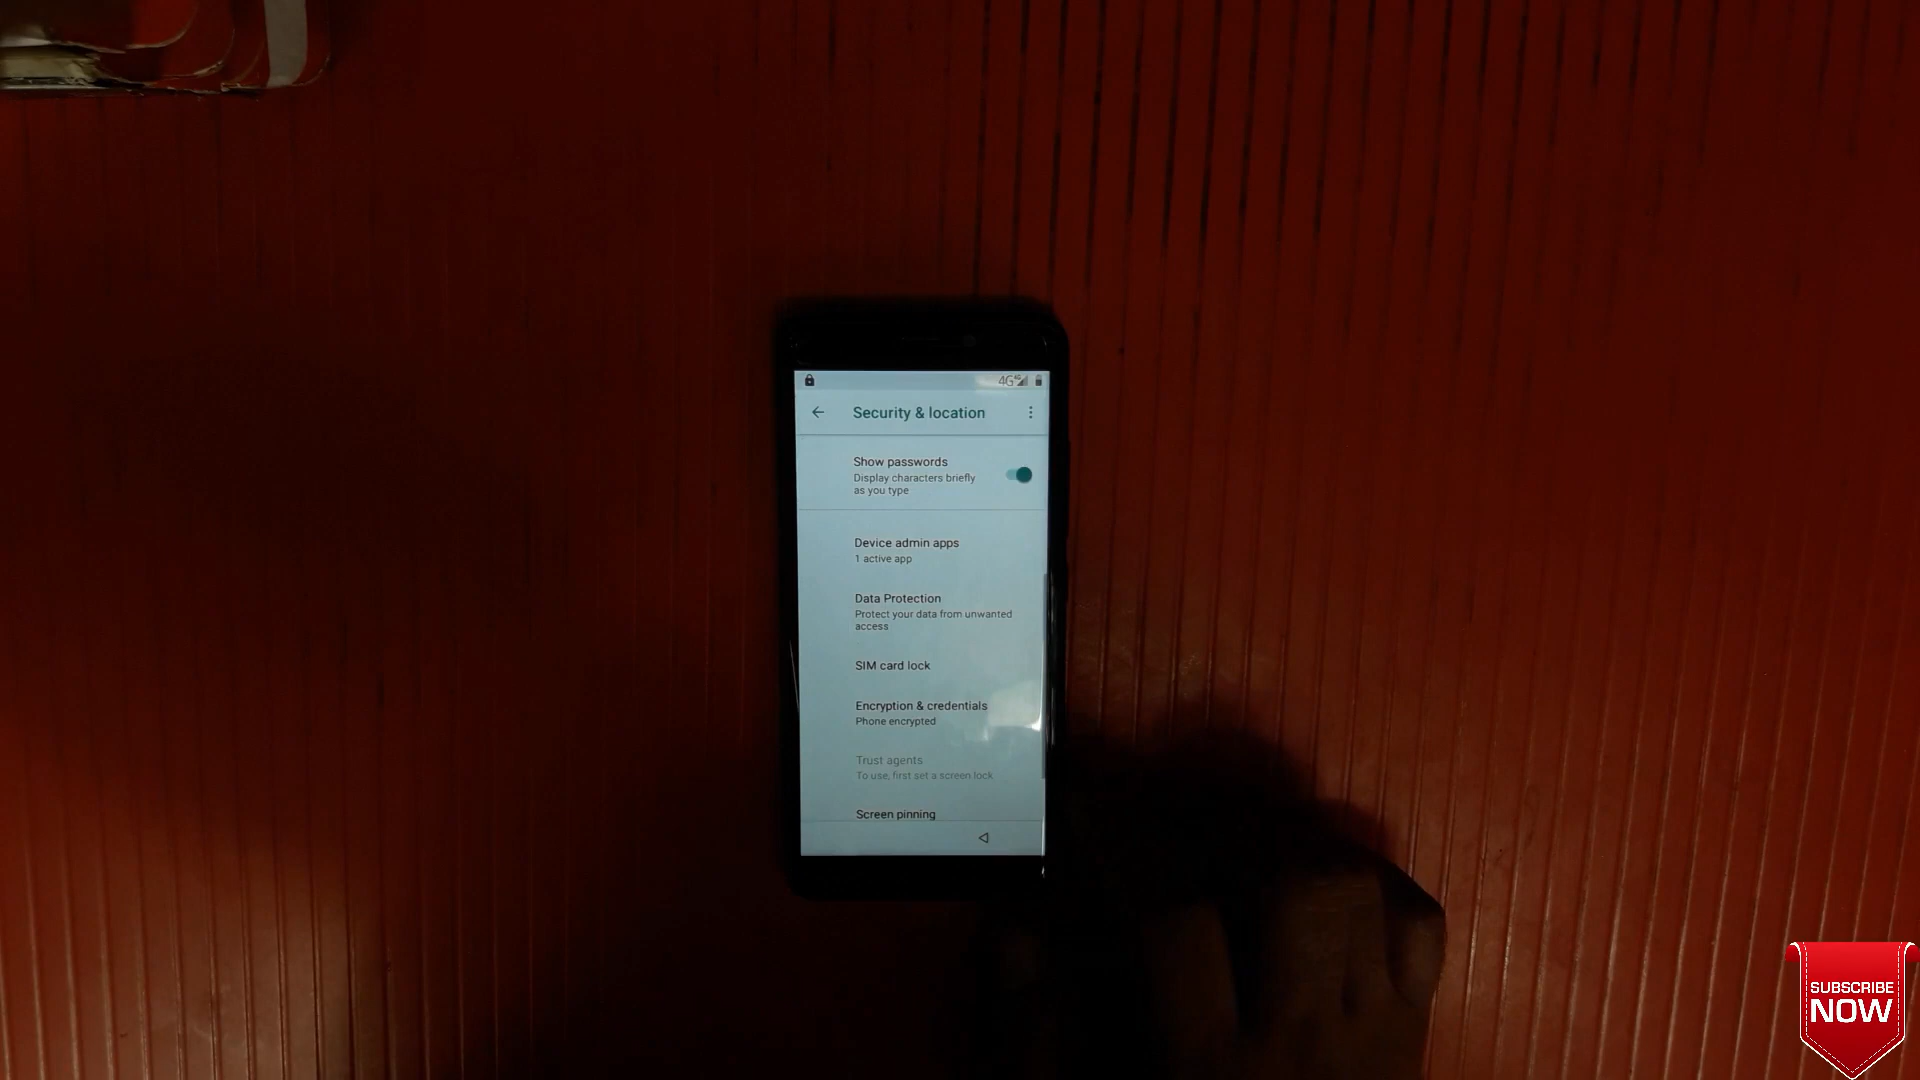 4G 4G
Security & location
Show passwords
Display characters briefly
as you type
Device admin apps
1 active app
Data Protection
Protect your data from unwanted
access
SIM card lock
Encryption & credentials
Phone encrypted
Trust agents
To use, first set a screen lock
Screen pinning
SUBSCRIBE
NOW